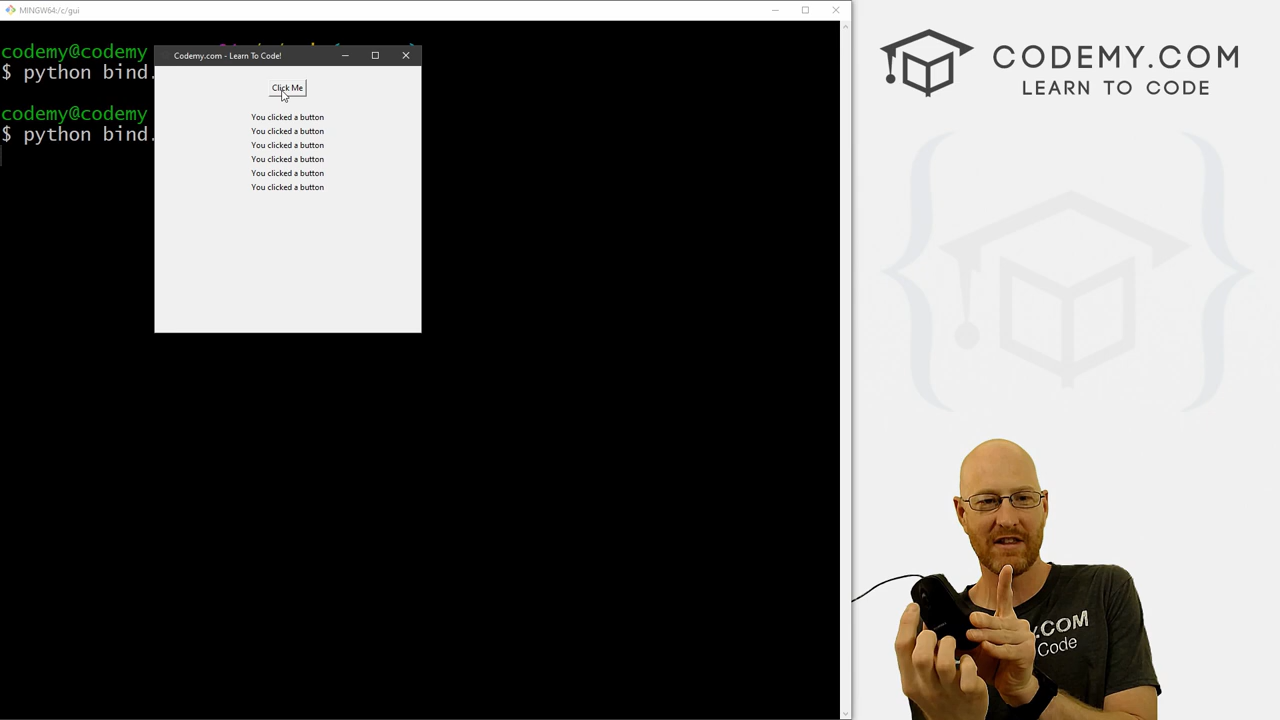 MINGW64:/c/gui
codemy@codemy
$ python bind.
codemy@codemy
$ python bind.
Codemy.com - Learn To Code!
Click Me
You clicked a button
You clicked a button
You clicked a button
You clicked a button
You clicked a button
You clicked a button
CODEMY.COM
LEARN TO CODE
Y.COM
Code